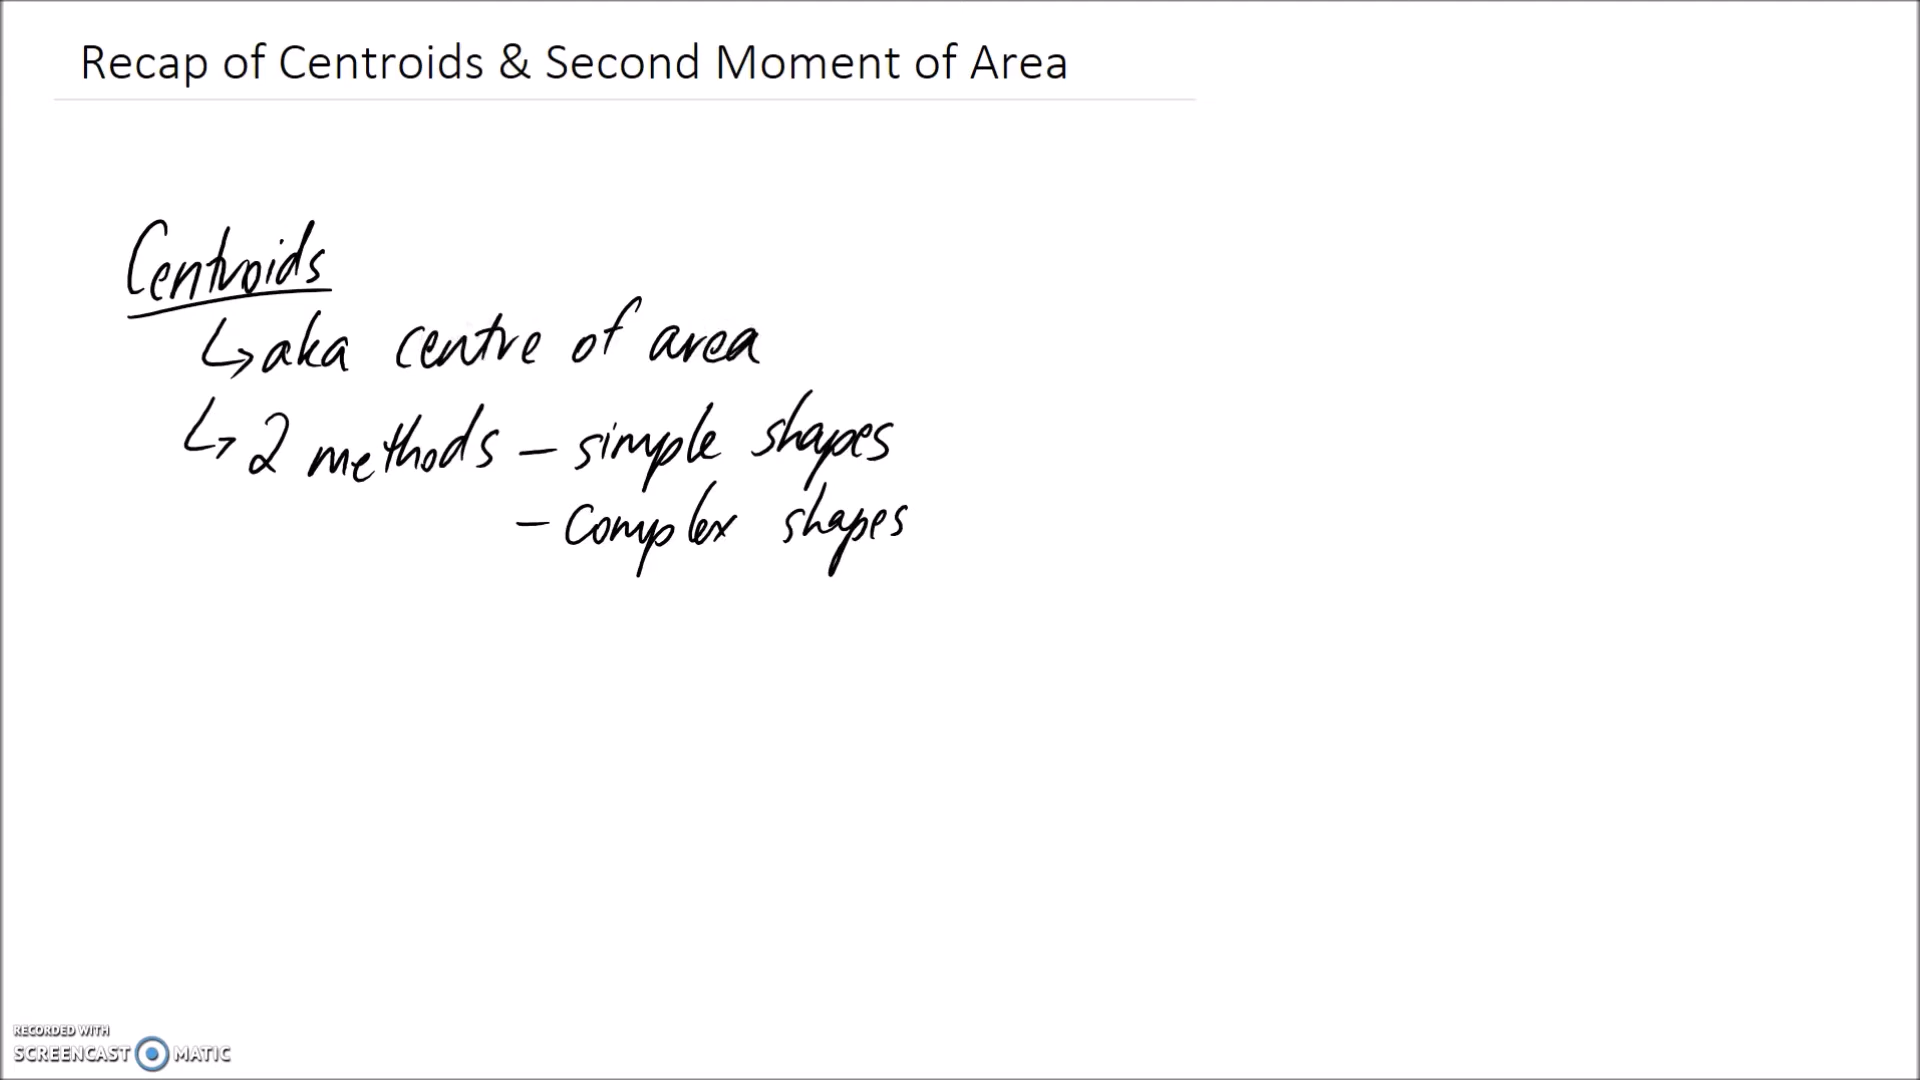 Recap of Centroids & Second Moment of Area
Centroids
↳ aka centre of area
↳ 2 methods – simple shapes
– complex shapes
RECORDED WITH
SCREENCAST MATIC